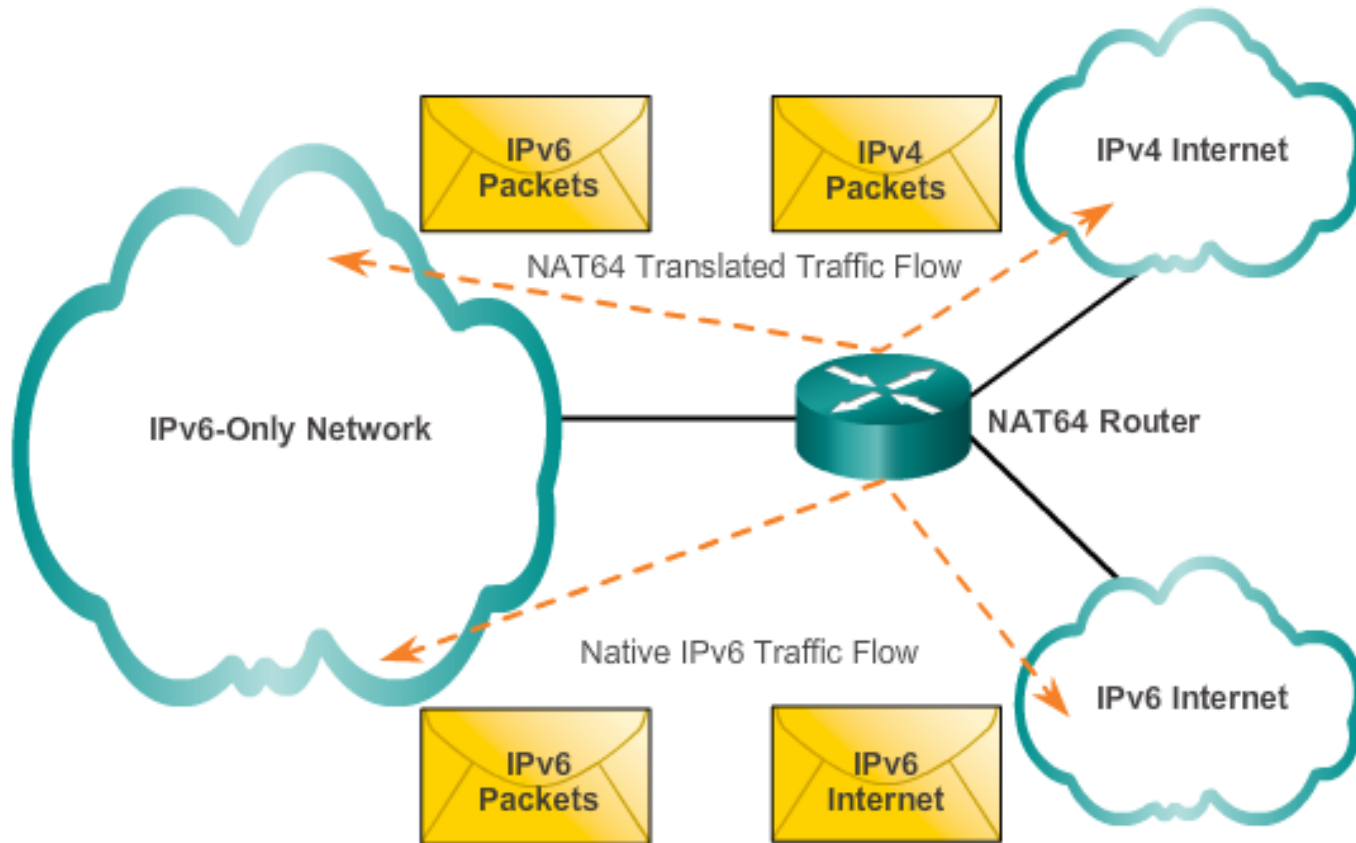 IPv6
Packets
IPv4
Packets
IPv4 Internet
NAT64 Translated Traffic Flow
IPv6-Only Network
NAT64 Router
Native IPv6 Traffic Flow
IPv6 Internet
IPv6
Packets
IPv6
Internet